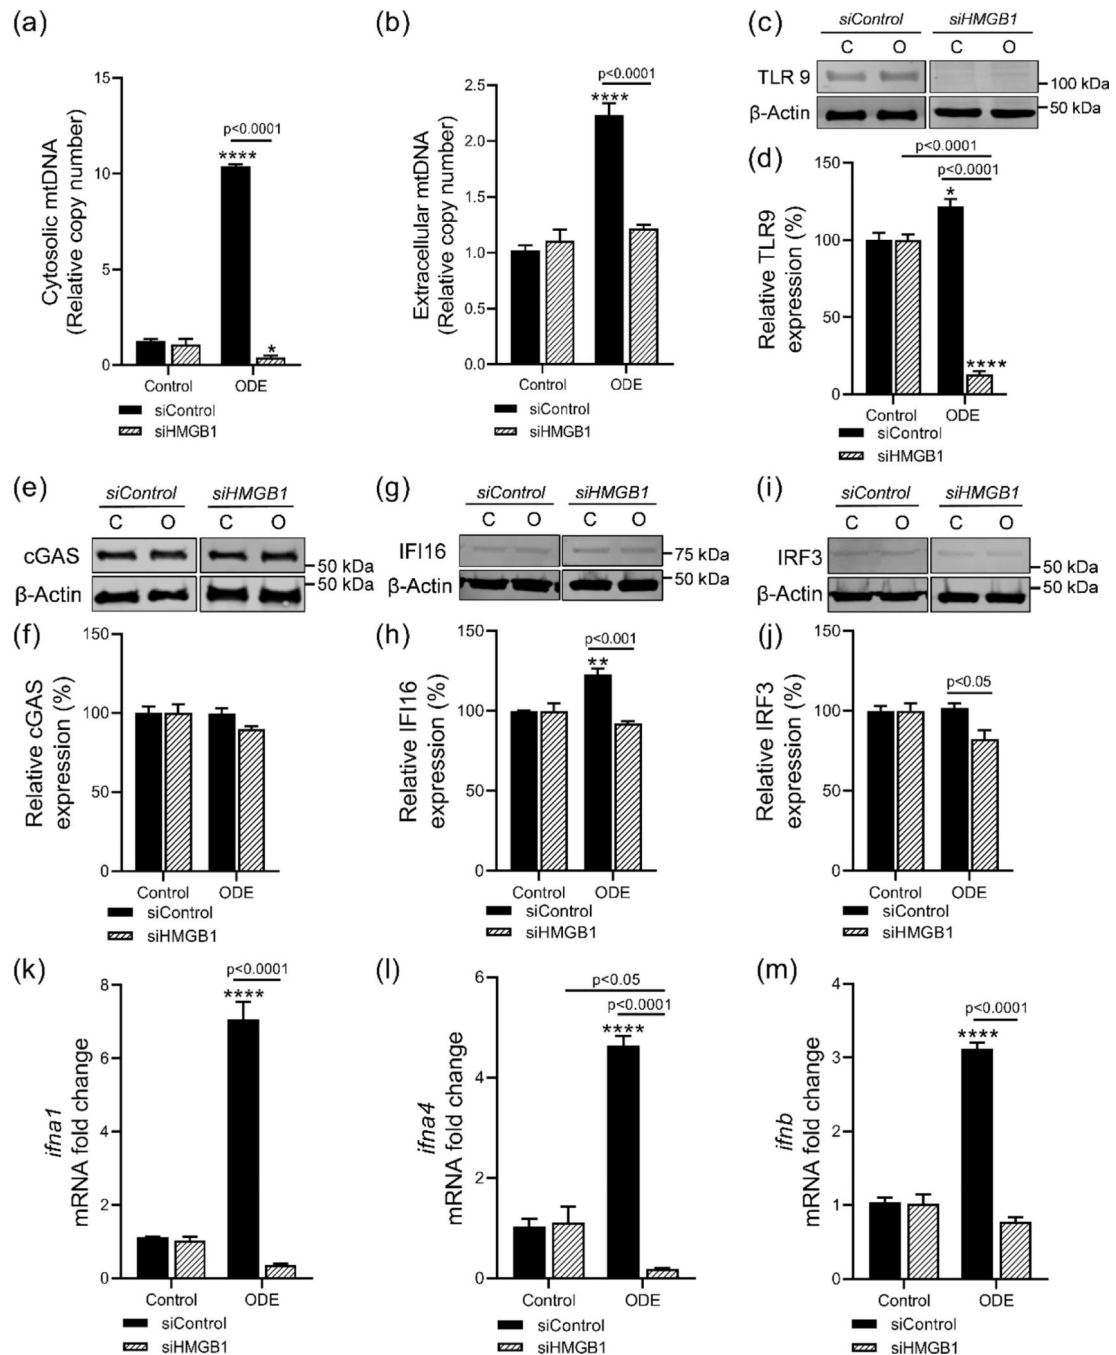 (a)
Cytosolic mtDNA
(Relative copy number)
15
10
5
0
p<0.0001
****
*
Control
ODE
siControl
siHMGB1
(b)
Extracellular mtDNA
(Relative copy number)
2.5
2.0
1.5
1.0
0.5
0.0
p<0.0001
****
Control
ODE
siControl
siHMGB1
(c)
siControl
siHMGB1
C
O
C
O
TLR 9
100 kDa
β-Actin
50 kDa
(d)
Relative TLR9
expression (%)
150
100
50
0
p<0.0001
p<0.0001
*
****
Control
ODE
siControl
siHMGB1
(e)
siControl
siHMGB1
C
O
C
O
cGAS
50 kDa
β-Actin
50 kDa
(f)
Relative cGAS
expression (%)
150
100
50
0
Control
ODE
siControl
siHMGB1
(g)
siControl
siHMGB1
C
O
C
O
IFI16
75 kDa
β-Actin
50 kDa
(h)
Relative IFI16
expression (%)
150
100
50
0
p<0.001
**
Control
ODE
siControl
siHMGB1
(i)
siControl
siHMGB1
C
O
C
O
IRF3
50 kDa
β-Actin
50 kDa
(j)
Relative IRF3
expression (%)
150
100
50
0
p<0.05
Control
ODE
siControl
siHMGB1
(k)
ifna1
mRNA fold change
8
6
4
2
0
p<0.0001
****
Control
ODE
siControl
siHMGB1
(l)
ifna4
mRNA fold change
6
4
2
0
p<0.05
p<0.0001
****
Control
ODE
siControl
siHMGB1
(m)
ifnb
mRNA fold change
4
3
2
1
0
p<0.0001
****
Control
ODE
siControl
siHMGB1